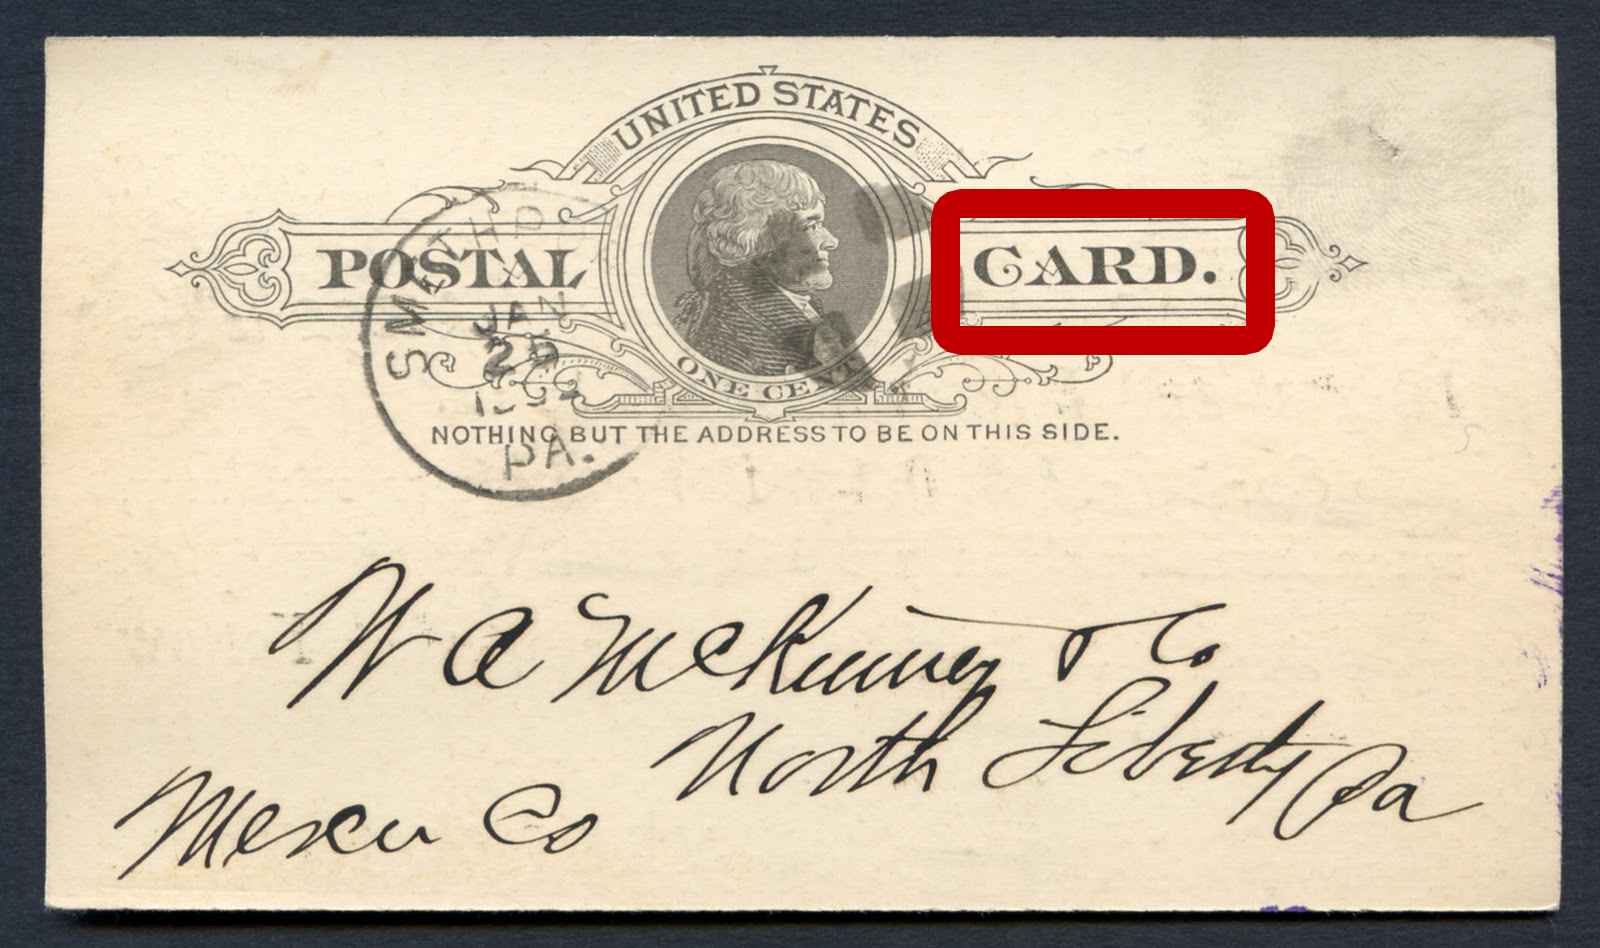 UNITED STATES
POSTAL CARD.
ONE CENT
SMETHP
JAN
25
PA.
NOTHING BUT THE ADDRESS TO BE ON THIS SIDE.
W A McKinney & Co
North Liberty Pa
Mercer Co